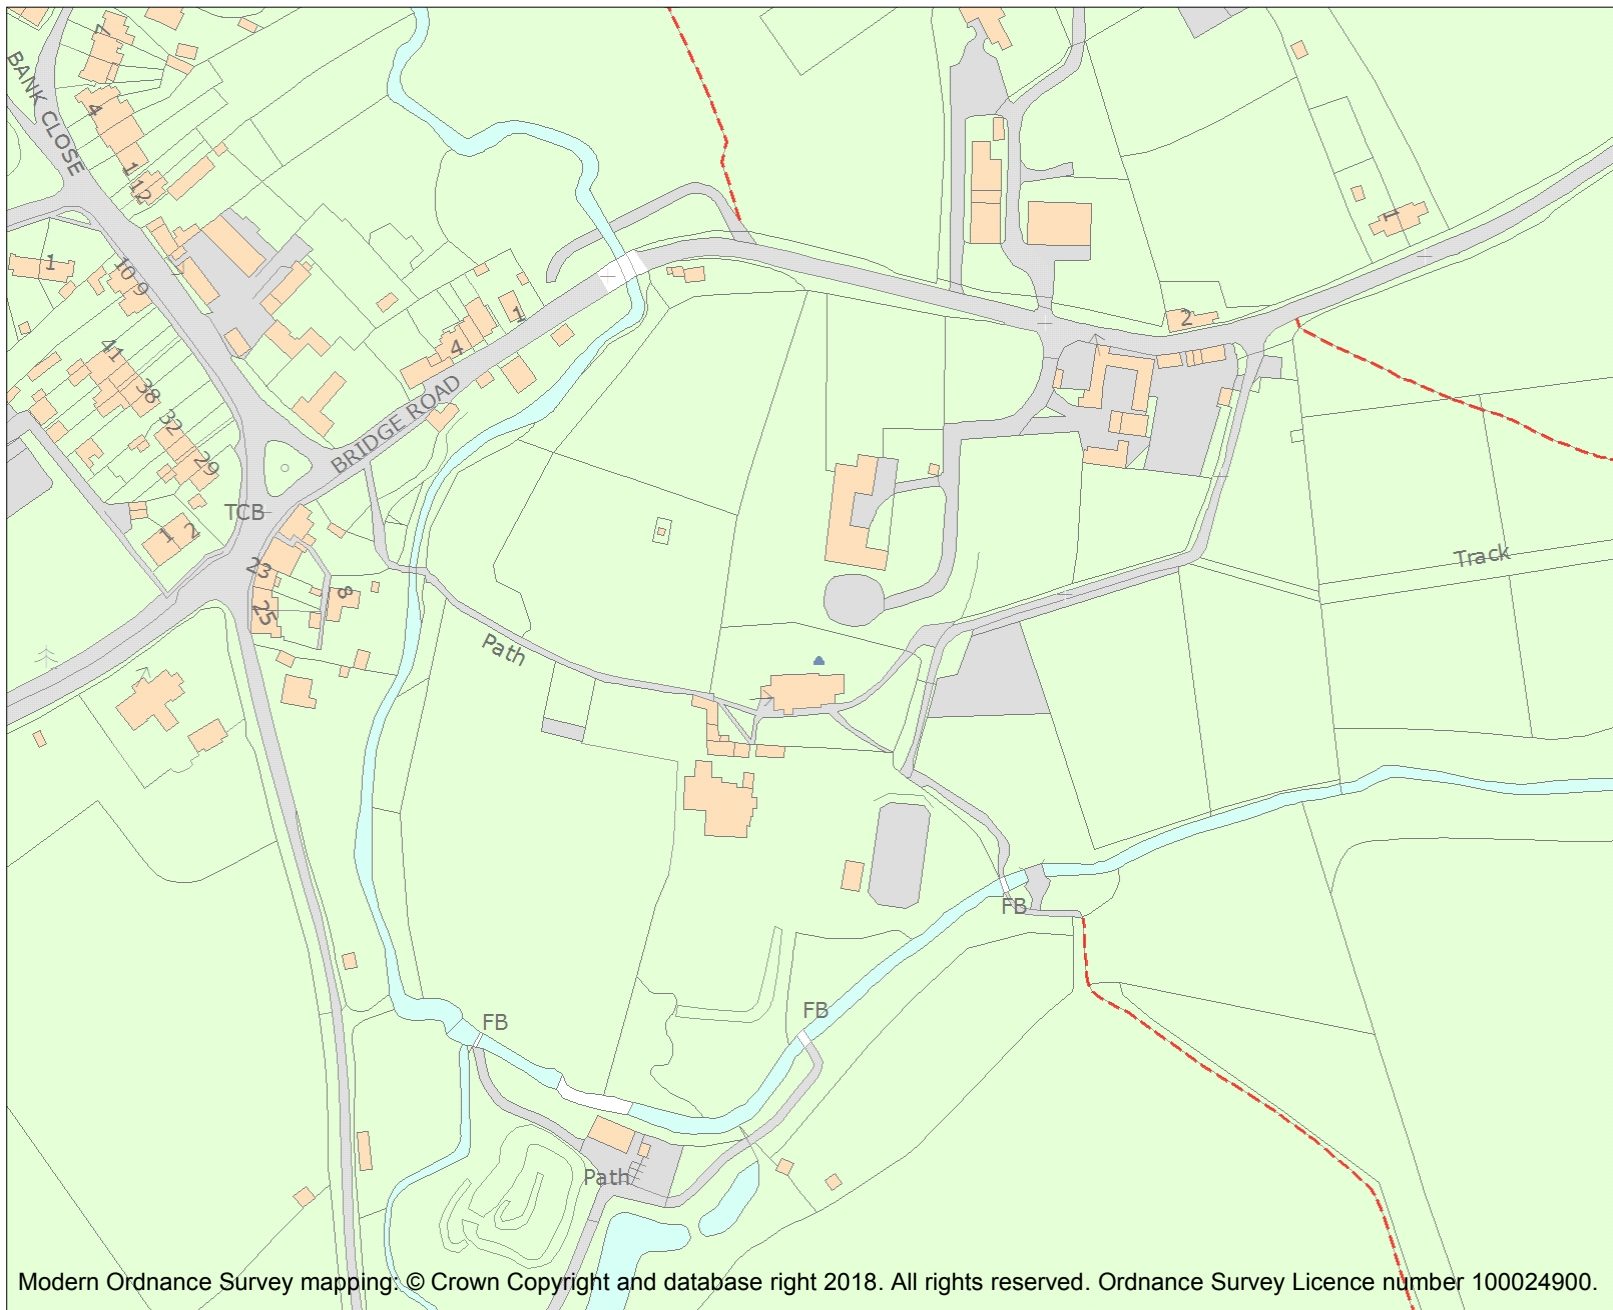 7
BANK CLOSE
4
1
12
1
10
9
41
38
32
29
1
4
BRIDGE ROAD
TCB
1 2
23
25
8
Path
1
2
Track
FB
FB
FB
Path
Modern Ordnance Survey mapping: © Crown Copyright and database right 2018. All rights reserved. Ordnance Survey Licence number 100024900.